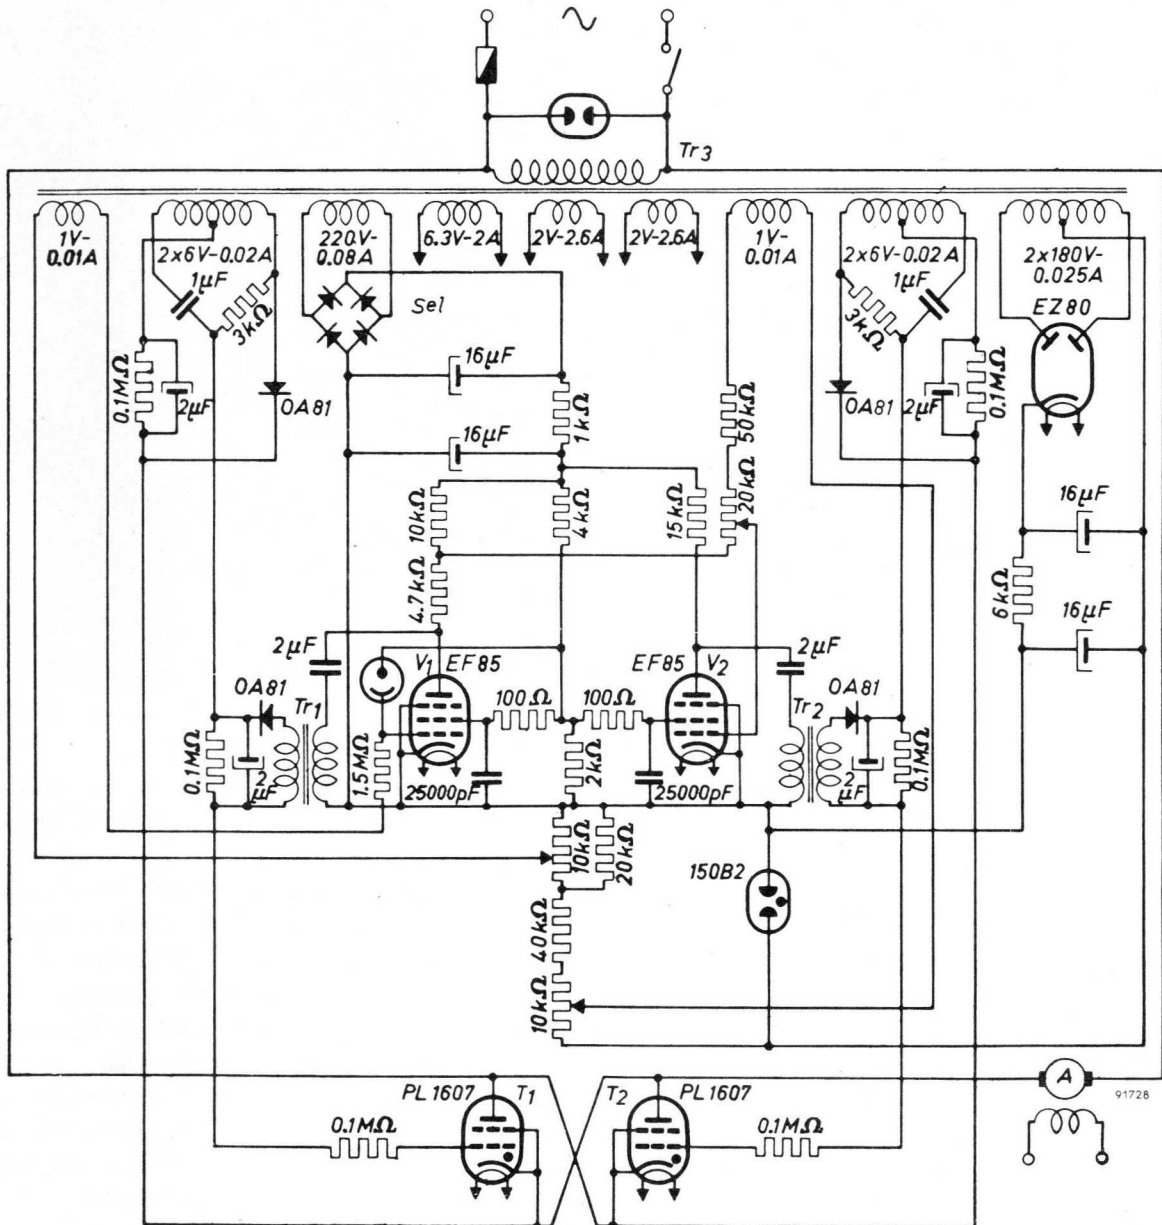 Tr3
1V-
0.01A
2x6V-0.02A
220V-
0.08A
6.3V-2A
2V-2.6A
2V-2.6A
1V-
0.01A
2x6V-0.02A
2x180V-
0.025A
EZ80
1µF
3kΩ
Sel
3kΩ
1µF
0.1MΩ
2µF
OA81
16µF
1kΩ
50kΩ
OA81
2µF
0.1MΩ
16µF
10kΩ
4kΩ
15kΩ
20kΩ
16µF
4.7kΩ
6kΩ
16µF
2µF
V1
EF85
EF85
V2
2µF
OA81
Tr1
100Ω
100Ω
Tr2
OA81
0.1MΩ
2
µF
1.5MΩ
25000pF
2kΩ
25000pF
2
µF
0.1MΩ
10kΩ
20kΩ
150B2
40kΩ
10kΩ
A
91728
PL1607
T1
T2
PL1607
0.1MΩ
0.1MΩ